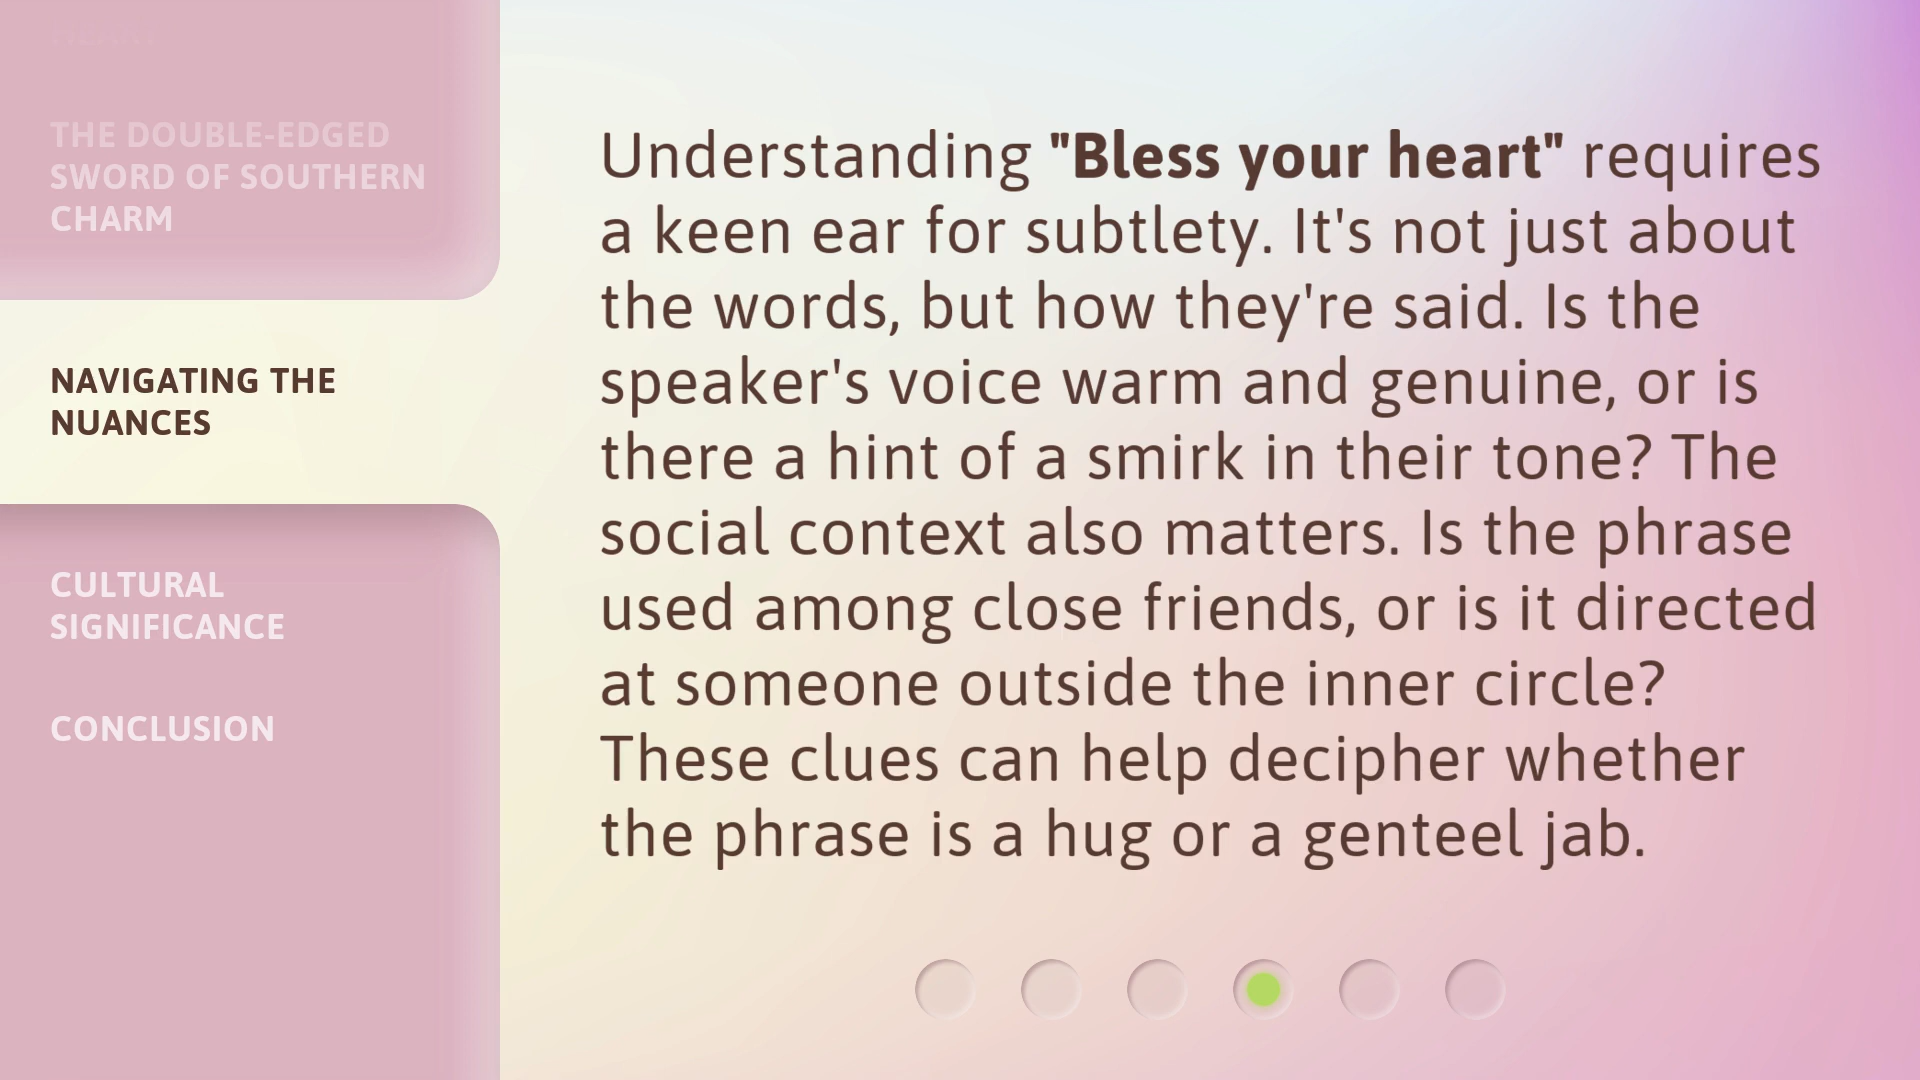 HEART
THE DOUBLE-EDGED
SWORD OF SOUTHERN
CHARM
NAVIGATING THE
NUANCES
CULTURAL
SIGNIFICANCE
CONCLUSION
Understanding "Bless your heart" requires
a keen ear for subtlety. It's not just about
the words, but how they're said. Is the
speaker's voice warm and genuine, or is
there a hint of a smirk in their tone? The
social context also matters. Is the phrase
used among close friends, or is it directed
at someone outside the inner circle?
These clues can help decipher whether
the phrase is a hug or a genteel jab.